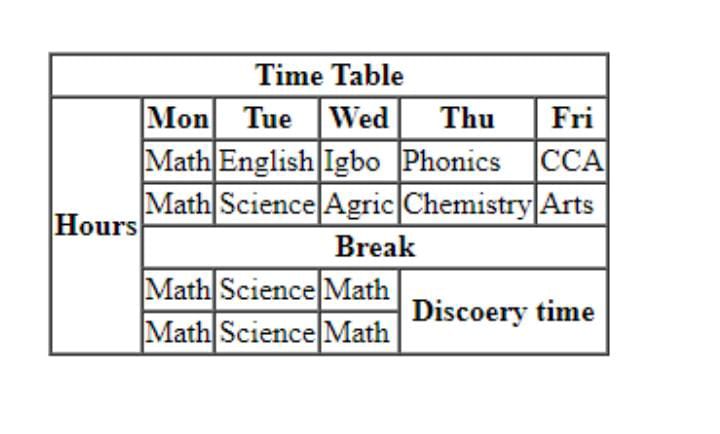 Time Table
Mon Tue Wed Thu Fri
Math English Igbo Phonics CCA
Math Science Agric Chemistry Arts
Hours
Break
Math Science Math
Discoery time
Math Science Math